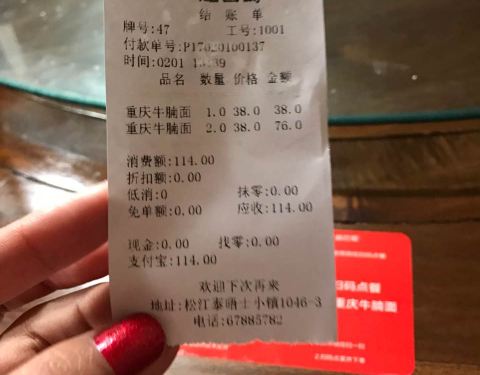 结 账 单
牌号:47 工号:1001
付款单号:P17020100137
时间:0201 13:39
品名 数量 价格 金额
重庆牛腩面 1.0 38.0 38.0
重庆牛腩面 2.0 38.0 76.0
消费额:114.00
折扣额:0.00
低消:0 抹零:0.00
免单额:0.00 应收:114.00
现金:0.00 找零:0.00
支付宝:114.00
欢迎下次再来
地址:松江泰晤士小镇1046-3
电话:67885782
扫码点餐
重庆牛腩面